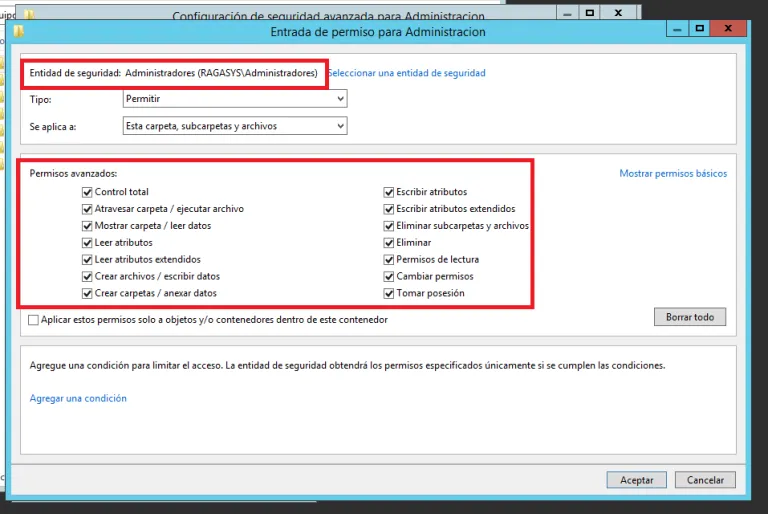 Configuración de seguridad avanzada para Administracion
Entrada de permiso para Administracion
Entidad de seguridad: Administradores (RAGASYS\Administradores) Seleccionar una entidad de seguridad
Tipo: Permitir
Se aplica a: Esta carpeta, subcarpetas y archivos
Permisos avanzados: Mostrar permisos básicos
Control total Escribir atributos
Atravesar carpeta / ejecutar archivo Escribir atributos extendidos
Mostrar carpeta / leer datos Eliminar subcarpetas y archivos
Leer atributos Eliminar
Leer atributos extendidos Permisos de lectura
Crear archivos / escribir datos Cambiar permisos
Crear carpetas / anexar datos Tomar posesión
Aplicar estos permisos solo a objetos y/o contenedores dentro de este contenedor
Borrar todo
Agregue una condición para limitar el acceso. La entidad de seguridad obtendrá los permisos especificados únicamente si se cumplen las condiciones.
Agregar una condición
Aceptar Cancelar